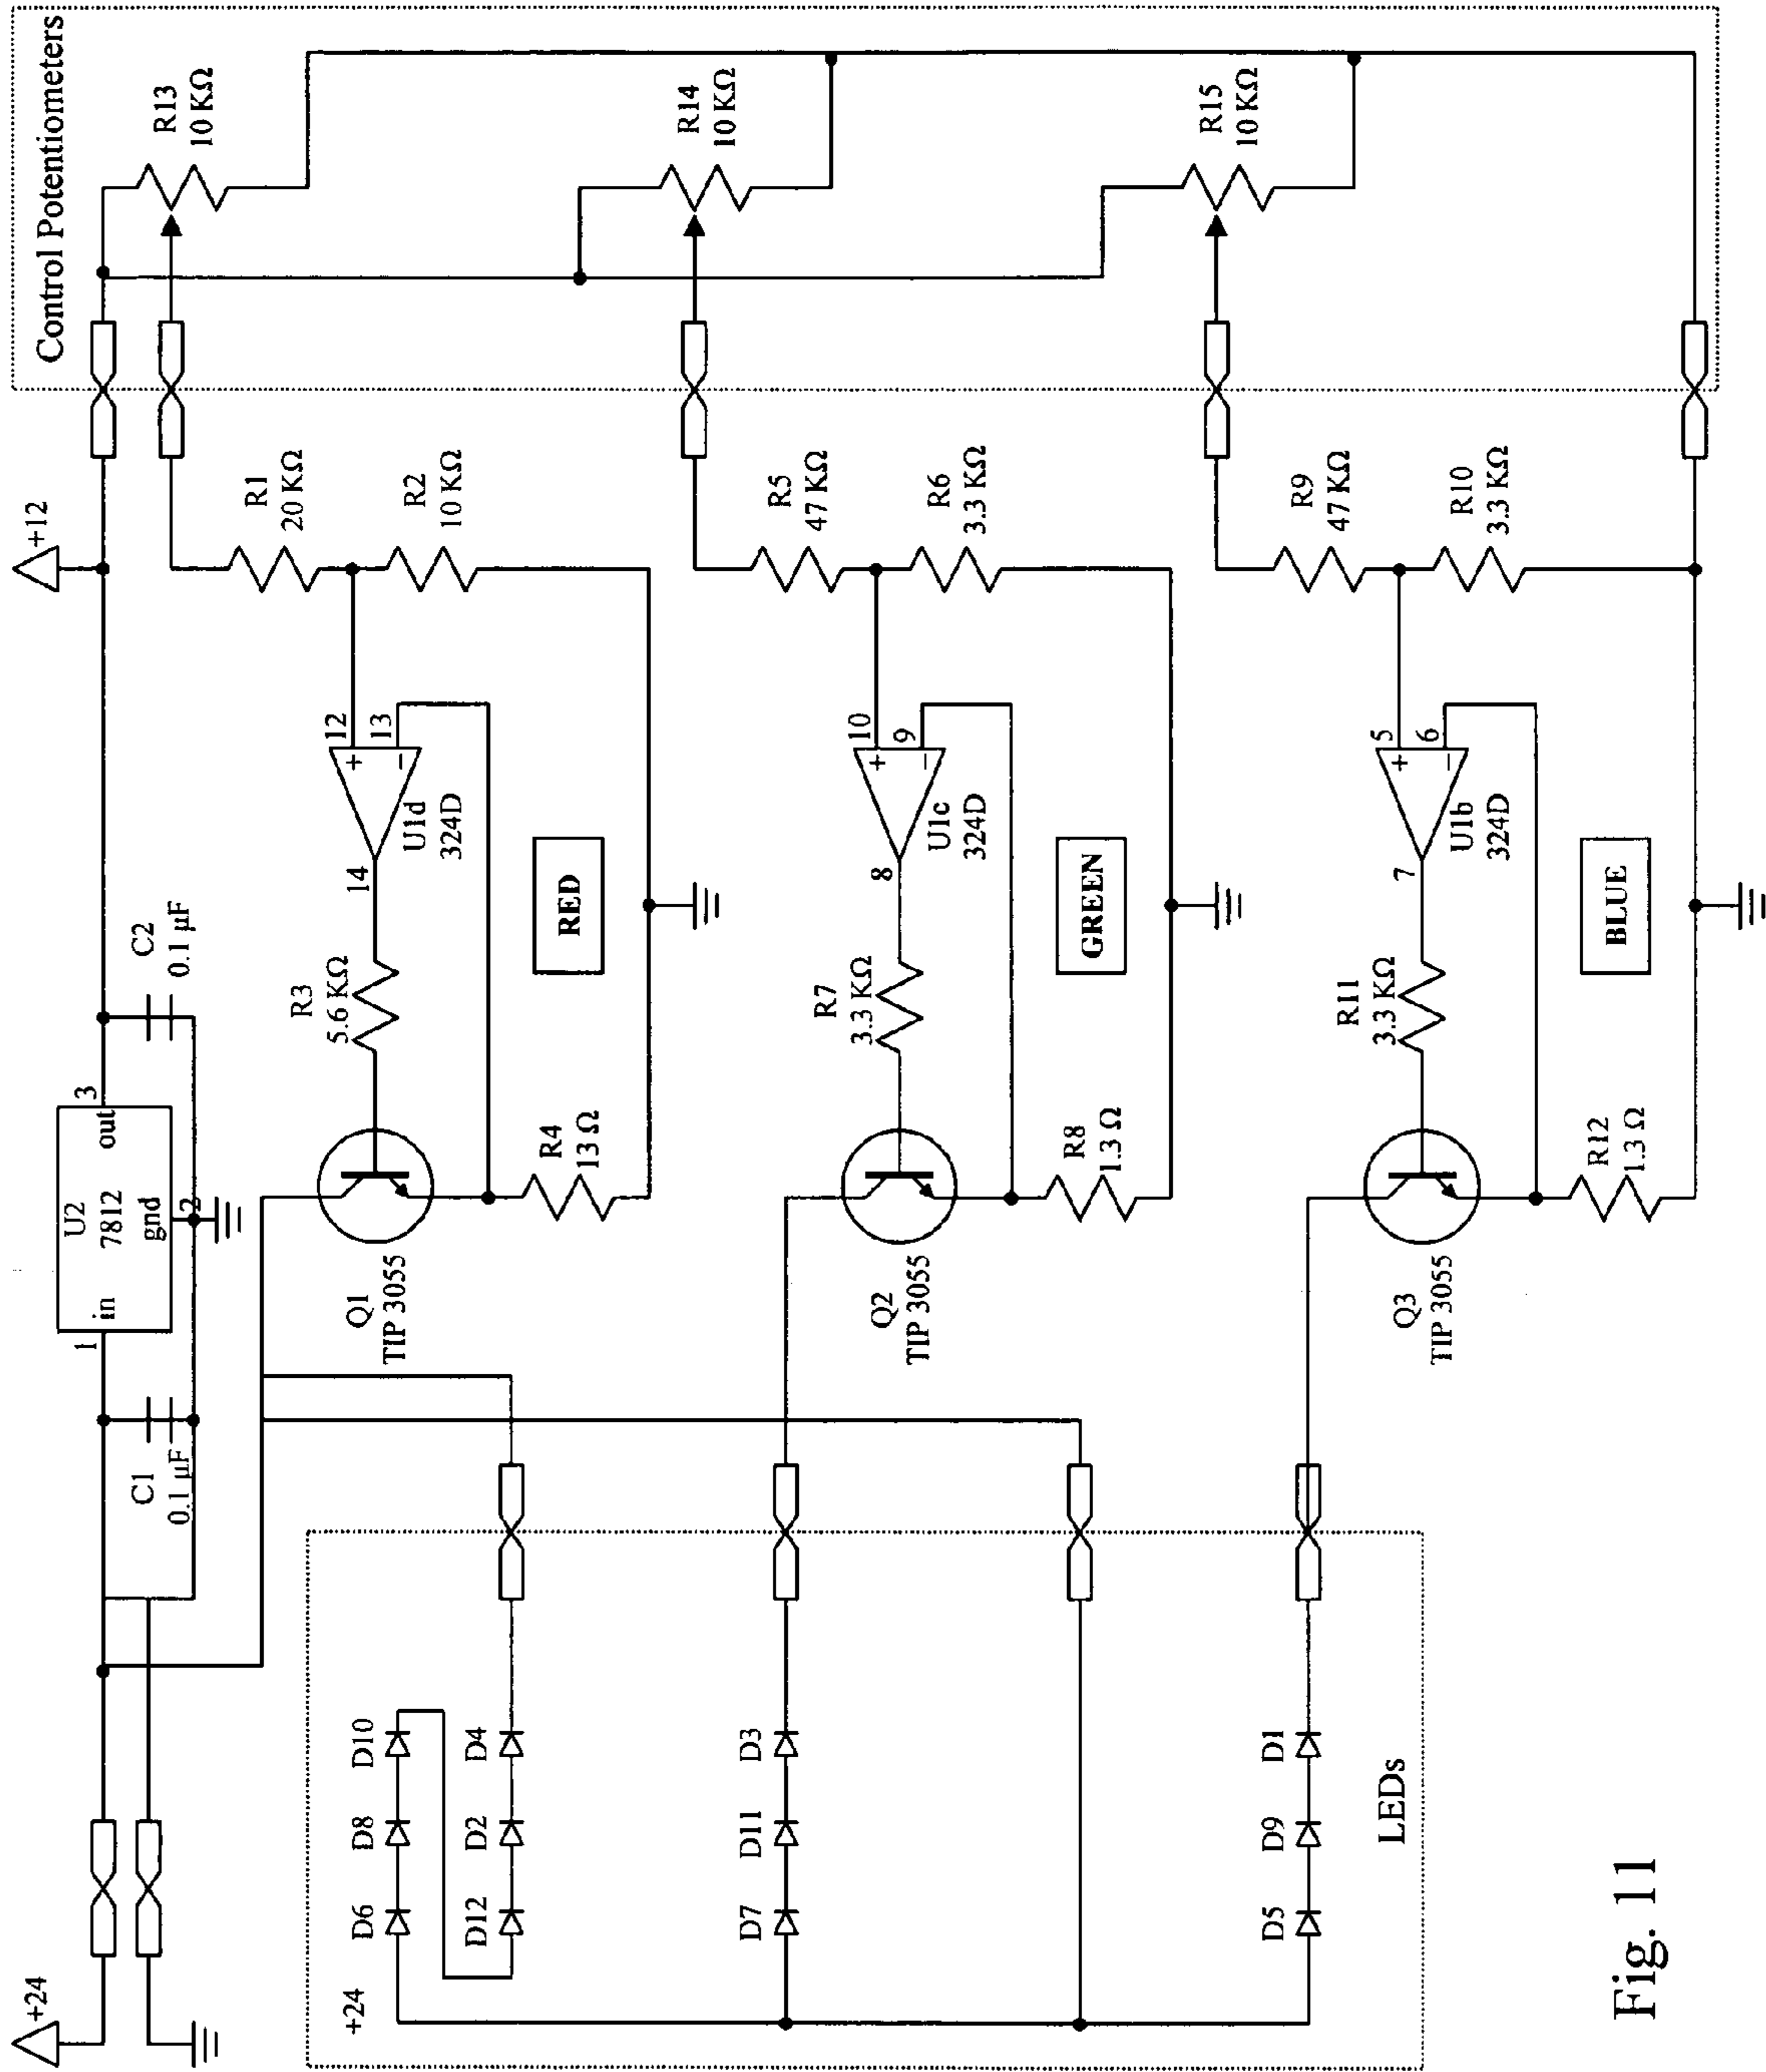 Control Potentiometers
R13
10 KΩ
R14
10 KΩ
R15
10 KΩ
+12
R1
20 KΩ
R2
10 KΩ
R5
47 KΩ
R6
3.3 KΩ
R9
47 KΩ
R10
3.3 KΩ
12
+
13
−
U1d
324D
14
10
+
9
−
U1c
324D
8
5
+
6
−
U1b
324D
7
RED
GREEN
BLUE
C2
0.1 µF
R3
5.6 KΩ
R7
3.3 KΩ
R11
3.3 KΩ
3
out
U2
7812
gnd
2
in
1
R4
13 Ω
R8
1.3 Ω
R12
1.3 Ω
Q1
TIP 3055
Q2
TIP 3055
Q3
TIP 3055
C1
0.1 µF
D10
D4
D3
D1
D8
D2
D11
D9
D6
D12
D7
D5
LEDs
+24
+24
Fig. 11